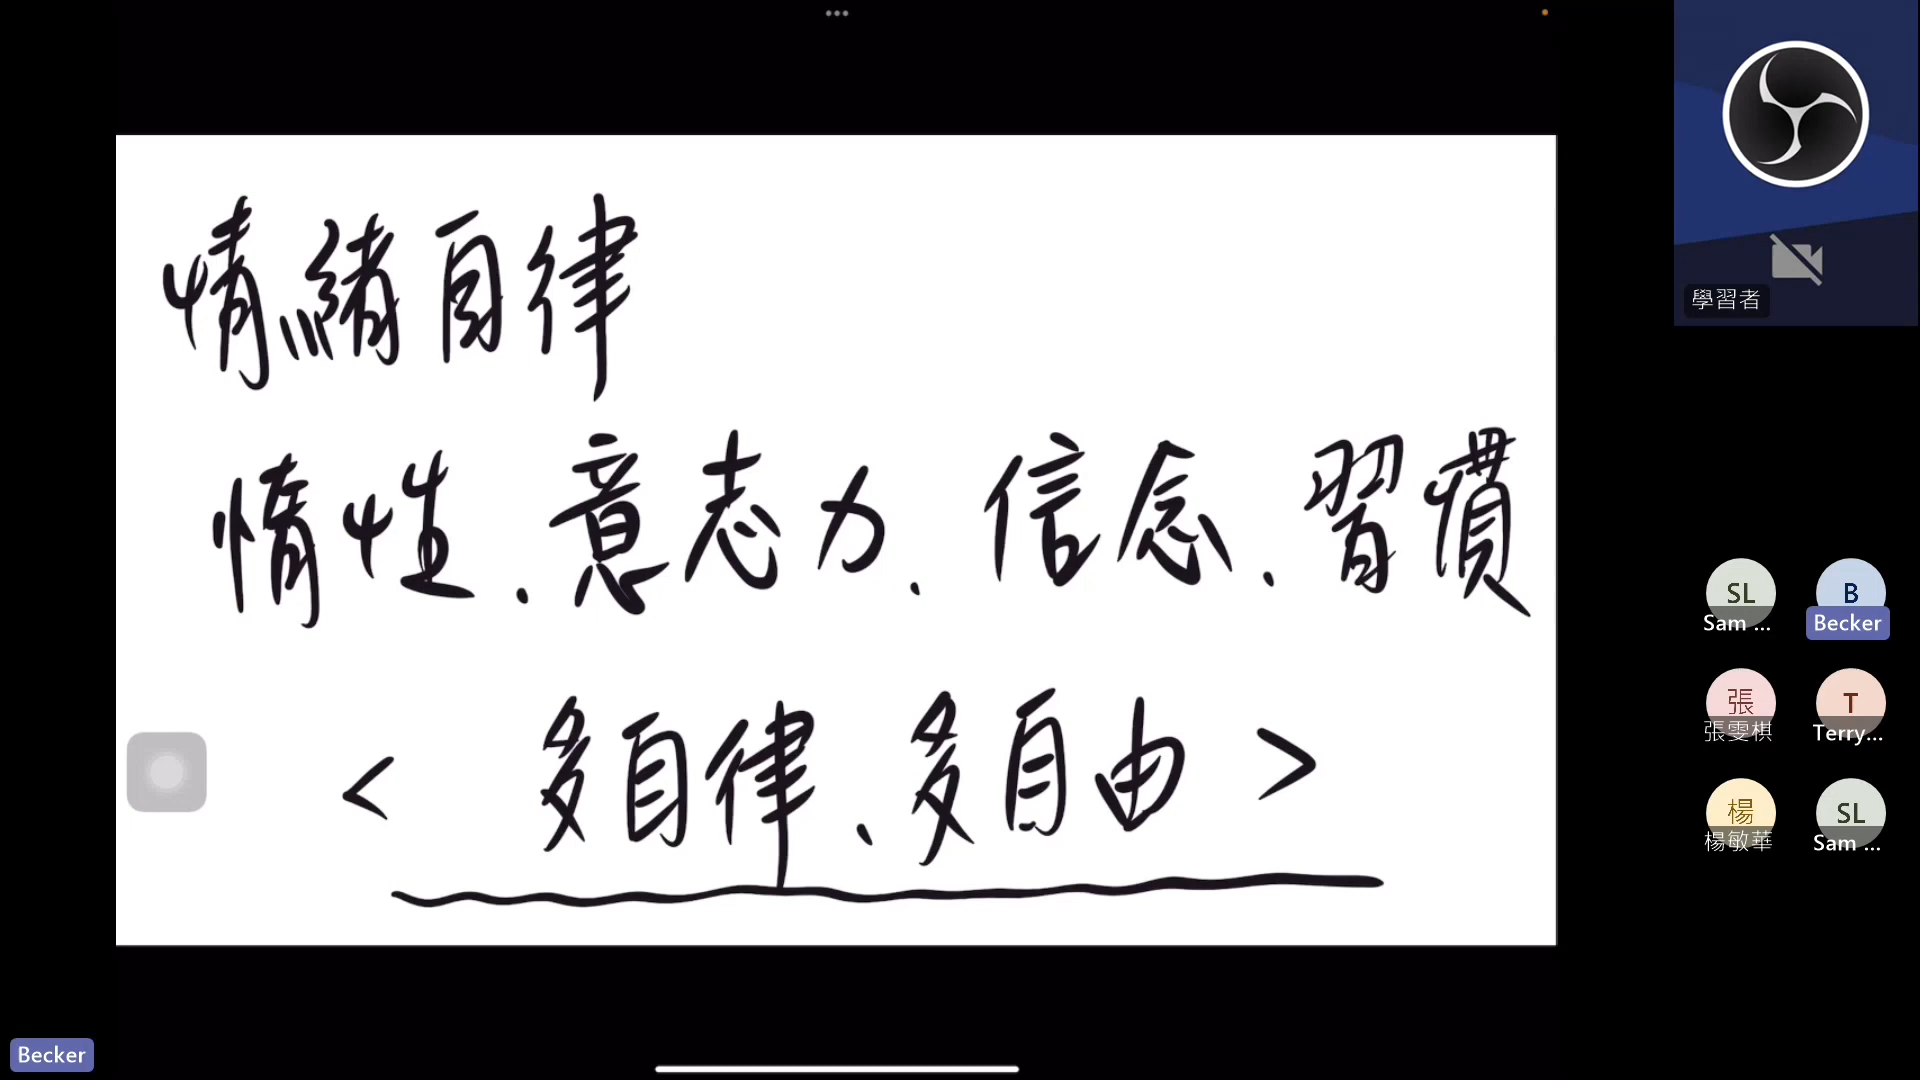 情緒自律
惰性、意志力、信念、習慣
< 多自律、多自由 >
學習者
SL
Sam ...
B
Becker
張
張雯棋
T
Terry...
楊
楊敏華
SL
Sam ...
Becker